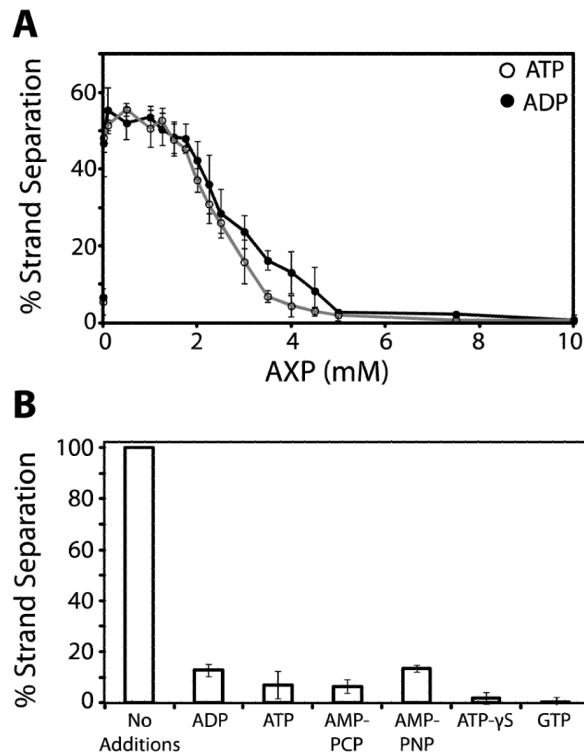 A
% Strand Separation
60
40
20
0
ATP
ADP
0 2 4 6 8 10
AXP (mM)
B
% Strand Separation
100
80
60
40
20
0
No Additions
ADP
ATP
AMP-PCP
AMP-PNP
ATP-γS
GTP